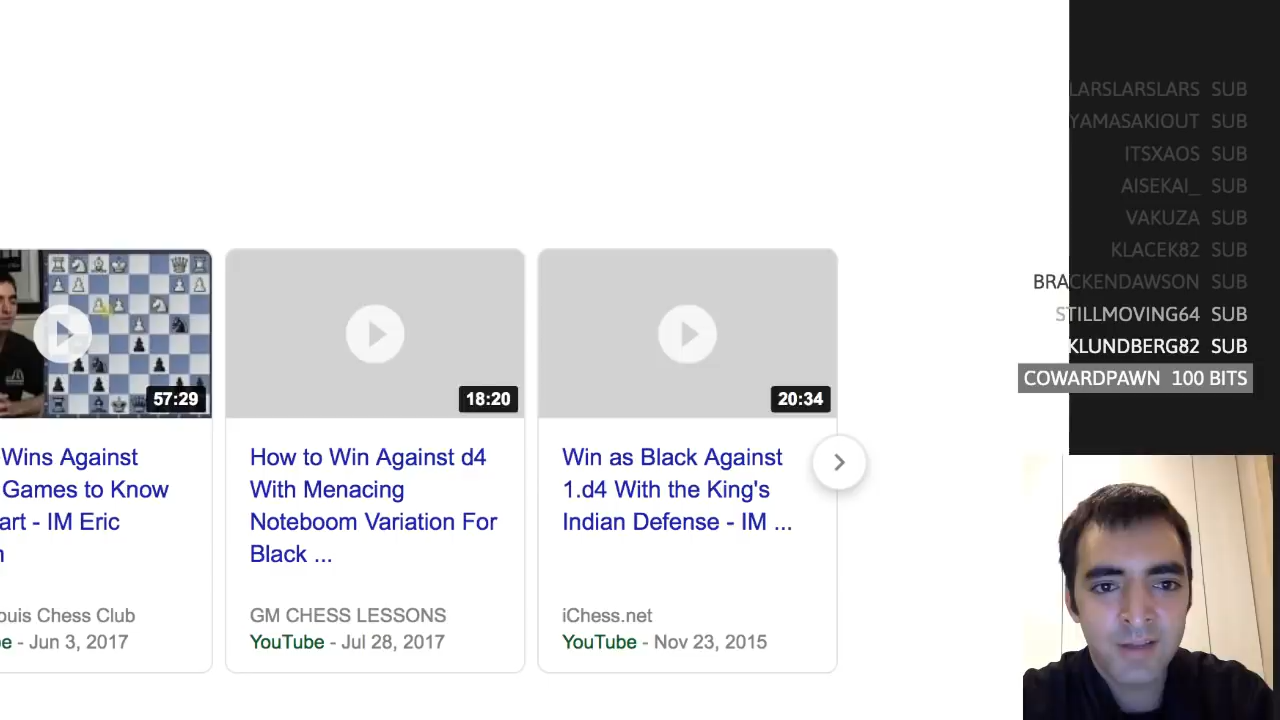 57:29
Wins Against
Games to Know
art - IM Eric
ouis Chess Club
- Jun 3, 2017
18:20
How to Win Against d4
With Menacing
Noteboom Variation For
Black ...
GM CHESS LESSONS
YouTube - Jul 28, 2017
20:34
Win as Black Against
1.d4 With the King's
Indian Defense - IM ...
iChess.net
YouTube - Nov 23, 2015
LARSLARSLARS SUB
YAMASAKIOUT SUB
ITSXAOS SUB
AISEKAI_ SUB
VAKUZA SUB
KLACEK82 SUB
BRACKENDAWSON SUB
STILLMOVING64 SUB
KLUNDBERG82 SUB
COWARDPAWN 100 BITS